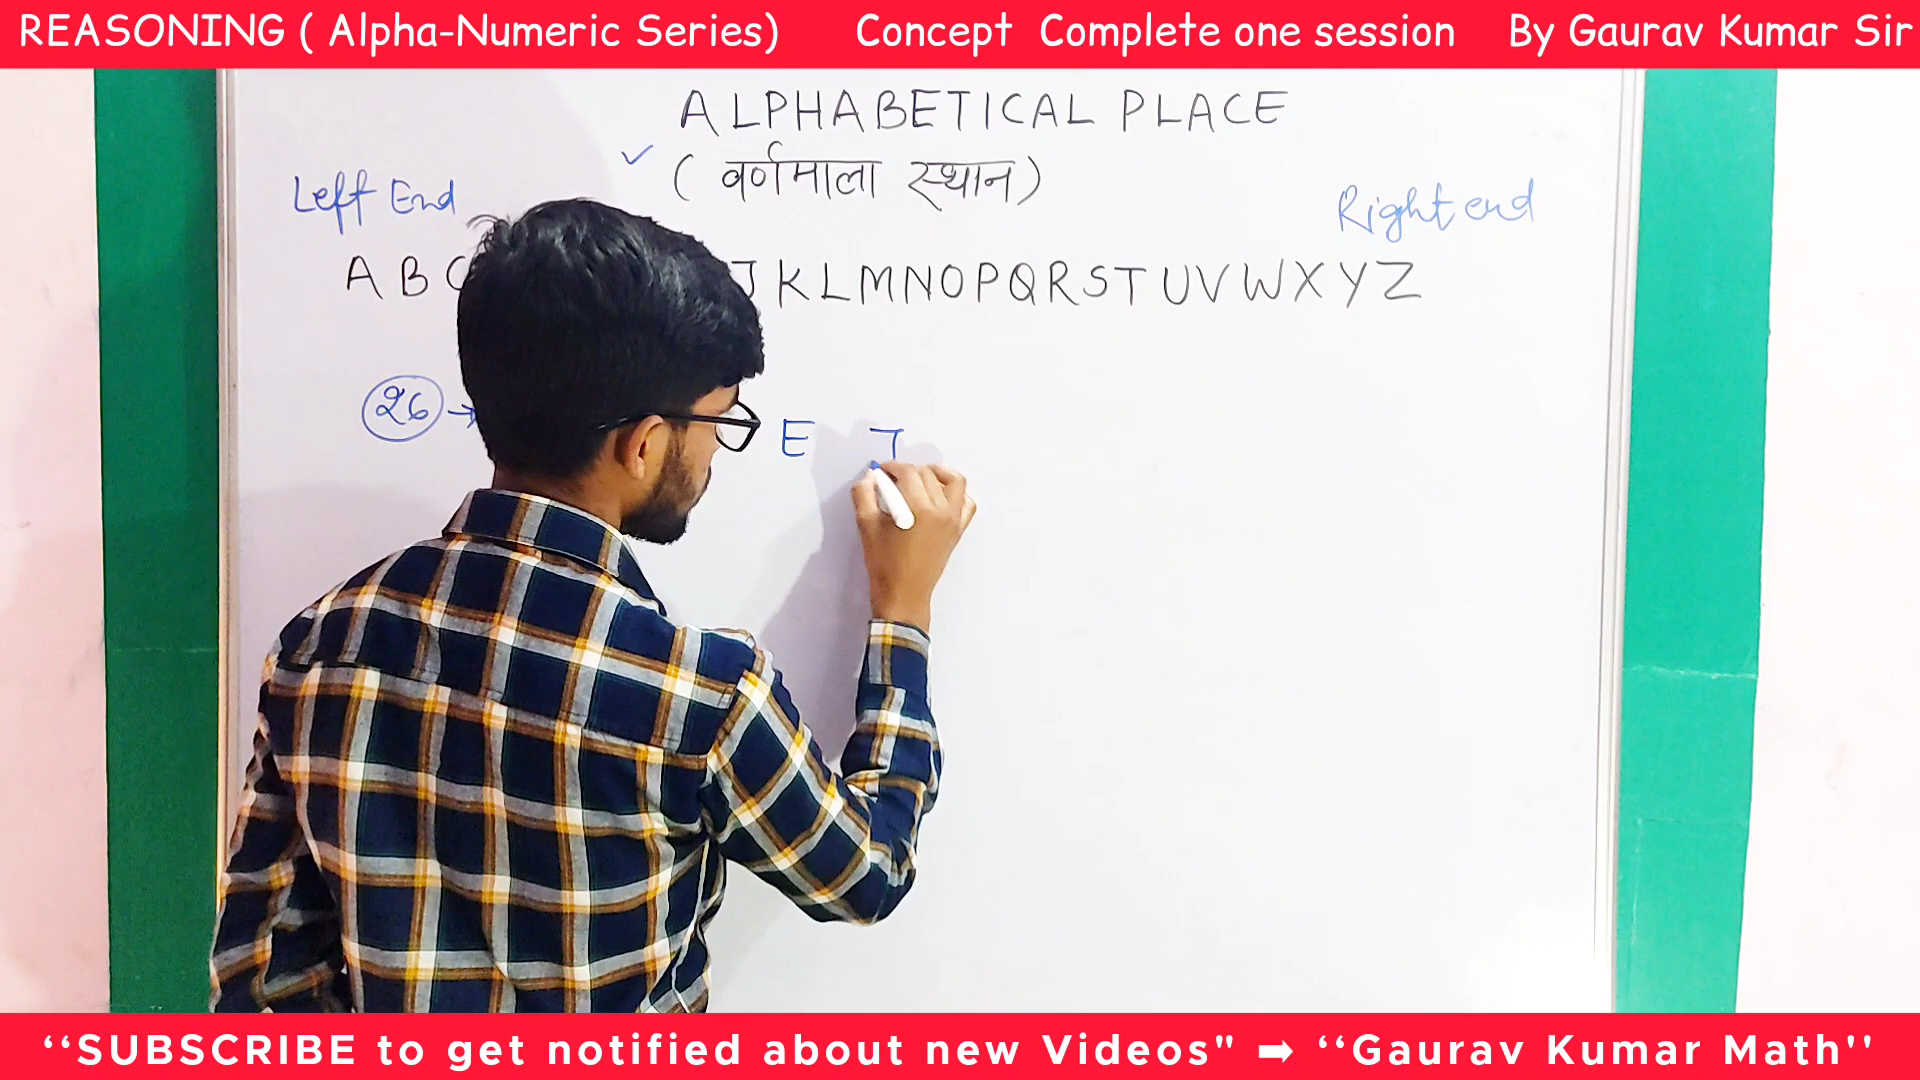 REASONING ( Alpha-Numeric Series) Concept Complete one session By Gaurav Kumar Sir
ALPHABETICAL PLACE
( वर्णमाला स्थान)
Left End
Right end
A B C J K L M N O P Q R S T U V W X Y Z
26 →
E J
‘‘SUBSCRIBE to get notified about new Videos" ➡ ‘‘Gaurav Kumar Math''